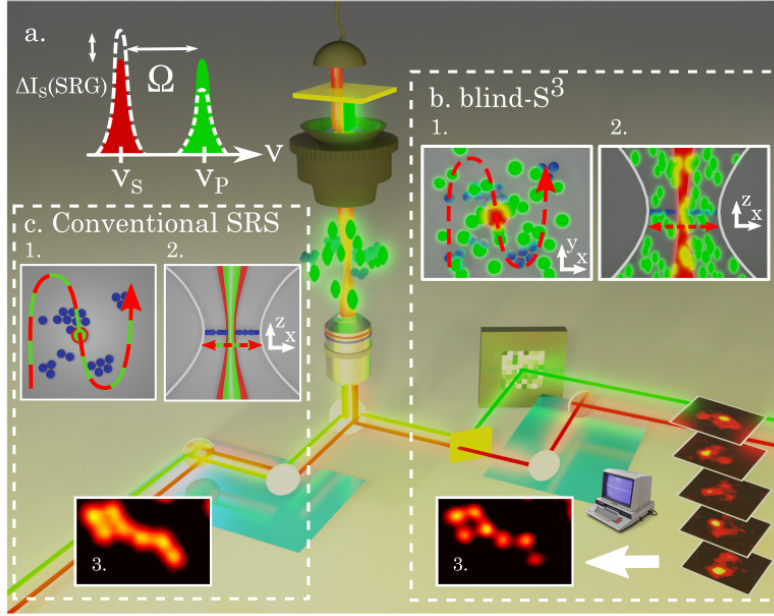 a.
ΔI_S(SRG)
Ω
ν
ν_S
ν_P
b. blind-S³
1.
2.
y
x
z
x
c. Conventional SRS
1.
2.
z
x
3.
3.